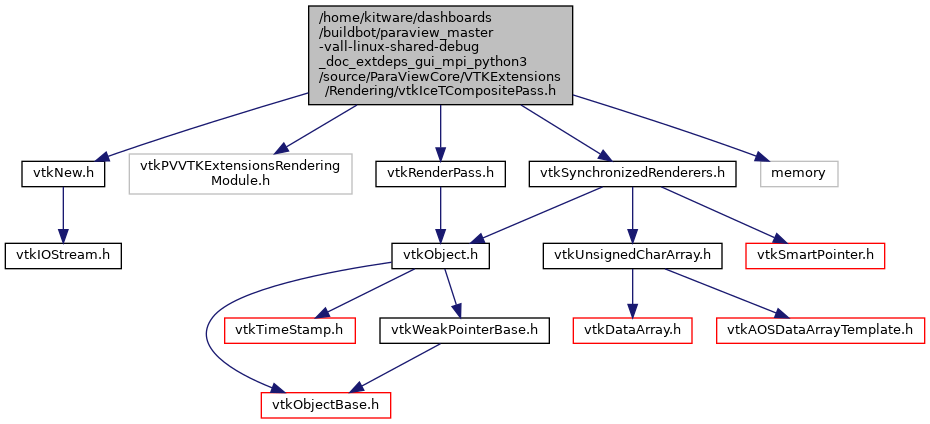 /home/kitware/dashboards
/buildbot/paraview_master
-vall-linux-shared-debug
_doc_extdeps_gui_mpi_python3
/source/ParaViewCore/VTKExtensions
/Rendering/vtkIceTCompositePass.h
vtkNew.h
vtkPVVTKExtensionsRendering
Module.h
vtkRenderPass.h
vtkSynchronizedRenderers.h
memory
vtkIOStream.h
vtkObject.h
vtkUnsignedCharArray.h
vtkSmartPointer.h
vtkTimeStamp.h
vtkWeakPointerBase.h
vtkDataArray.h
vtkAOSDataArrayTemplate.h
vtkObjectBase.h